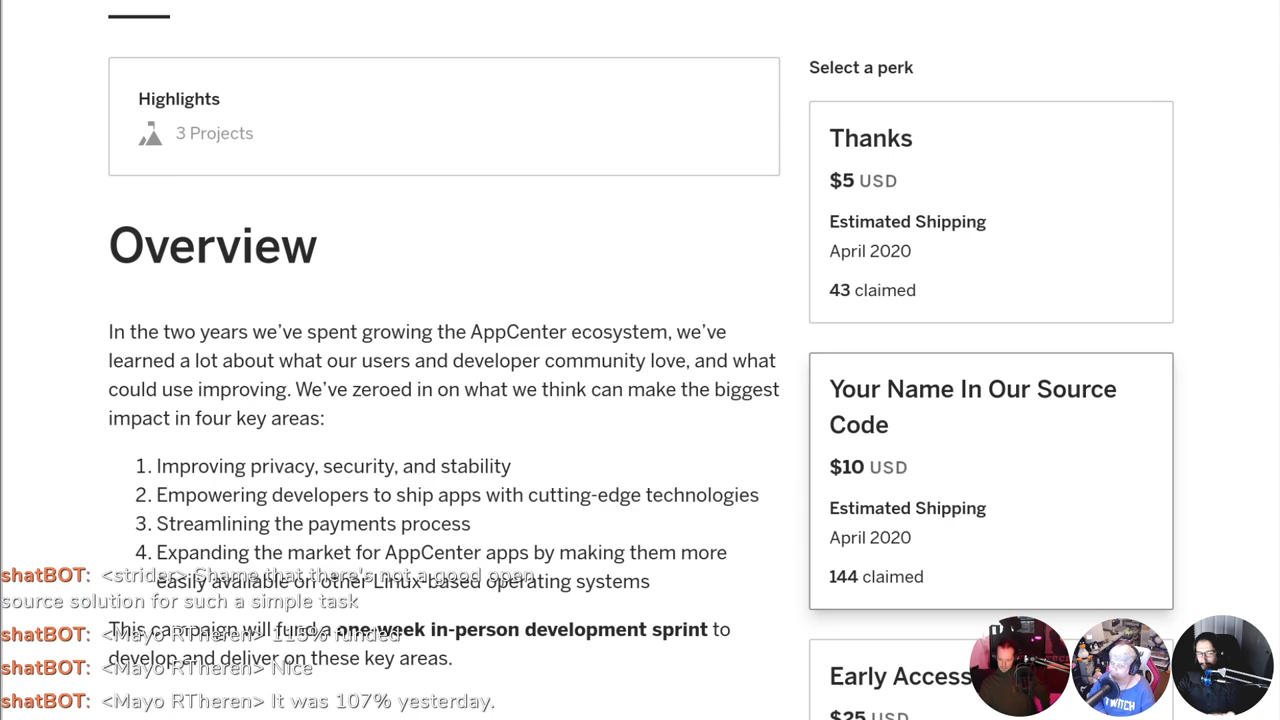 Highlights
3 Projects
Overview
In the two years we've spent growing the AppCenter ecosystem, we've
learned a lot about what our users and developer community love, and what
could use improving. We've zeroed in on what we think can make the biggest
impact in four key areas:
1. Improving privacy, security, and stability
2. Empowering developers to ship apps with cutting-edge technologies
3. Streamlining the payments process
4. Expanding the market for AppCenter apps by making them more
easily available on other Linux-based operating systems
This campaign will fund a one-week in-person development sprint to
develop and deliver on these key areas.
Select a perk
Thanks
$5 USD
Estimated Shipping
April 2020
43 claimed
Your Name In Our Source
Code
$10 USD
Estimated Shipping
April 2020
144 claimed
Early Access
$25 USD
shatBOT: <strider> Shame that there's not a good open
source solution for such a simple task
shatBOT: <Mayo RTheren> 115% funded
shatBOT: <Mayo RTheren> Nice
shatBOT: <Mayo RTheren> It was 107% yesterday.
TWITCH